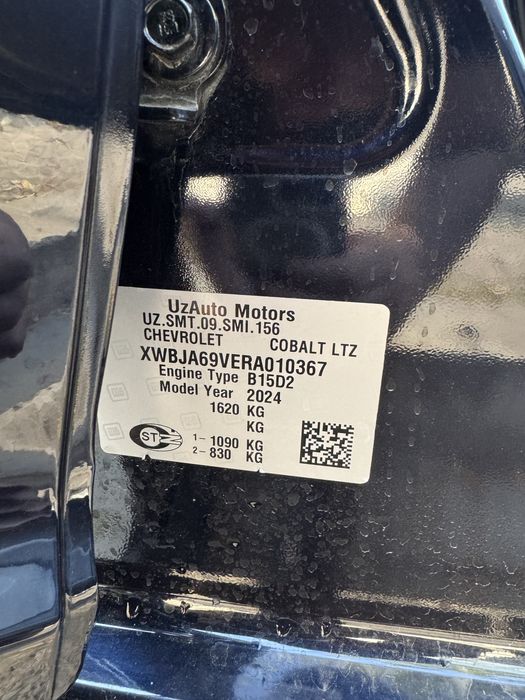 UzAuto Motors
UZ.SMT.09.SMI.156
CHEVROLET COBALT LTZ
XWBJA69VERA010367
Engine Type B15D2
Model Year 2024
1620 KG
KG
1- 1090 KG
2- 830 KG
ST